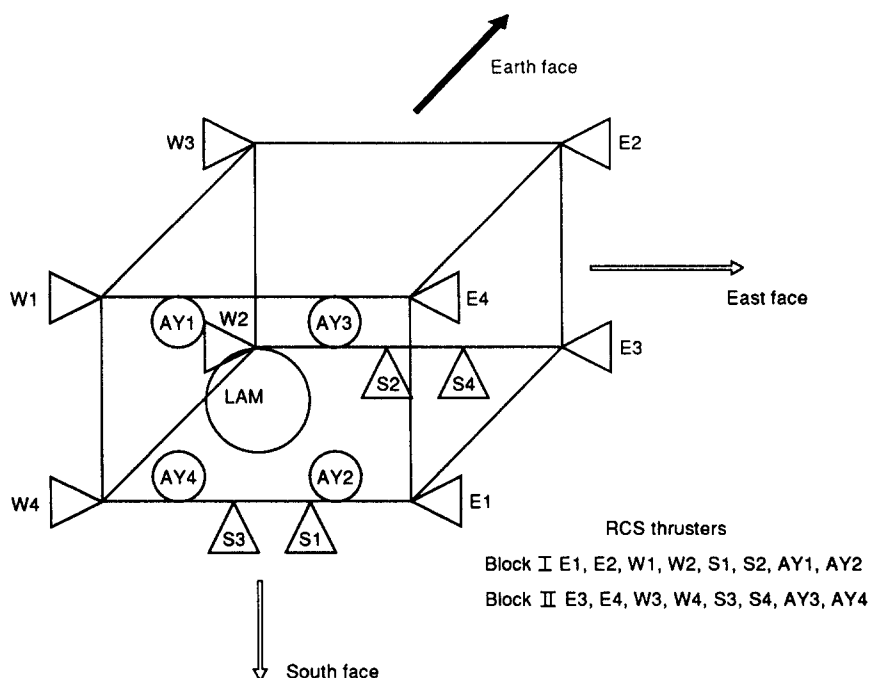 Earth face
W3
E2
East face
W1
E4
AY1
W2
AY3
E3
S2
S4
LAM
AY4
AY2
W4
E1
S3
S1
RCS thrusters
Block I E1, E2, W1, W2, S1, S2, AY1, AY2
Block II E3, E4, W3, W4, S3, S4, AY3, AY4
South face